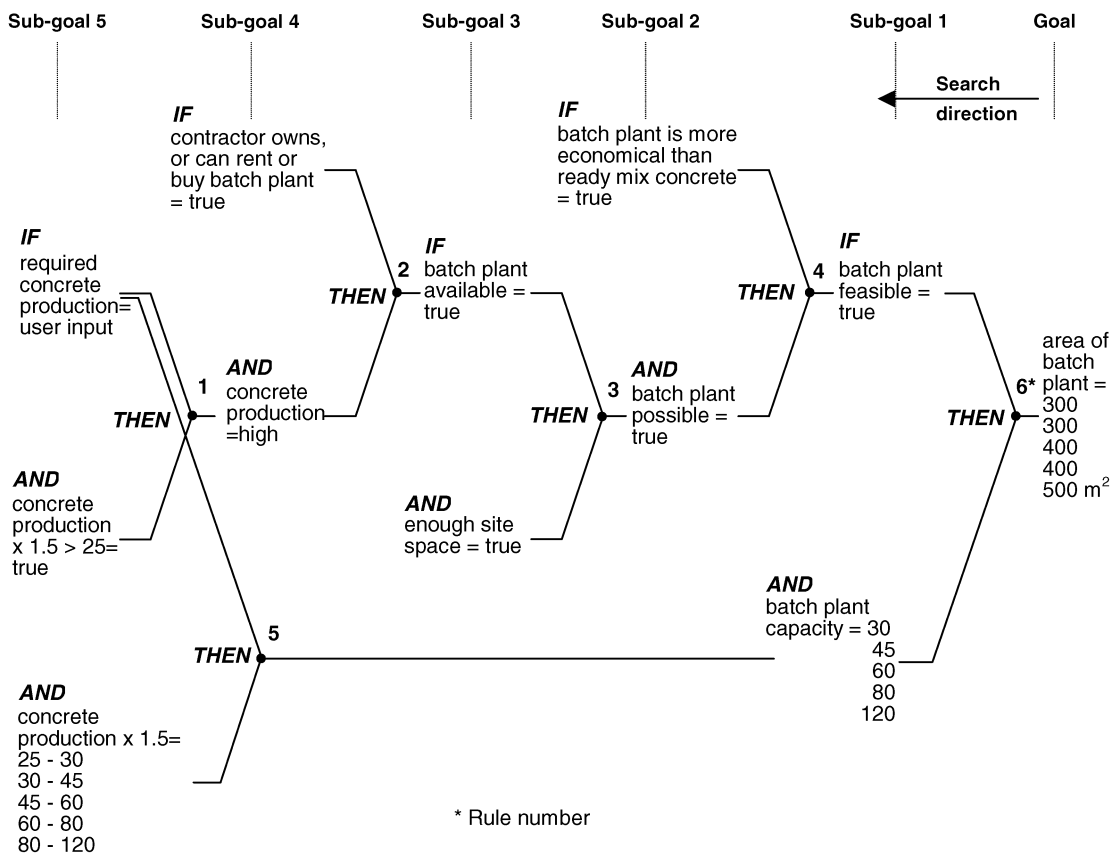 Sub-goal 5
Sub-goal 4
Sub-goal 3
Sub-goal 2
Sub-goal 1
Goal
Search
direction
IF
contractor owns,
or can rent or
buy batch plant
= true
IF
batch plant is more
economical than
ready mix concrete
= true
IF
required
concrete
production=
user input
2
THEN
IF
batch plant
available =
true
4
THEN
IF
batch plant
feasible =
true
1
THEN
AND
concrete
production
=high
3
THEN
AND
batch plant
possible =
true
6*
THEN
area of
batch
plant =
300
300
400
400
500 m²
AND
concrete
production
x 1.5 > 25=
true
AND
enough site
space = true
5
THEN
AND
batch plant
capacity = 30
45
60
80
120
AND
concrete
production x 1.5=
25 - 30
30 - 45
45 - 60
60 - 80
80 - 120
* Rule number